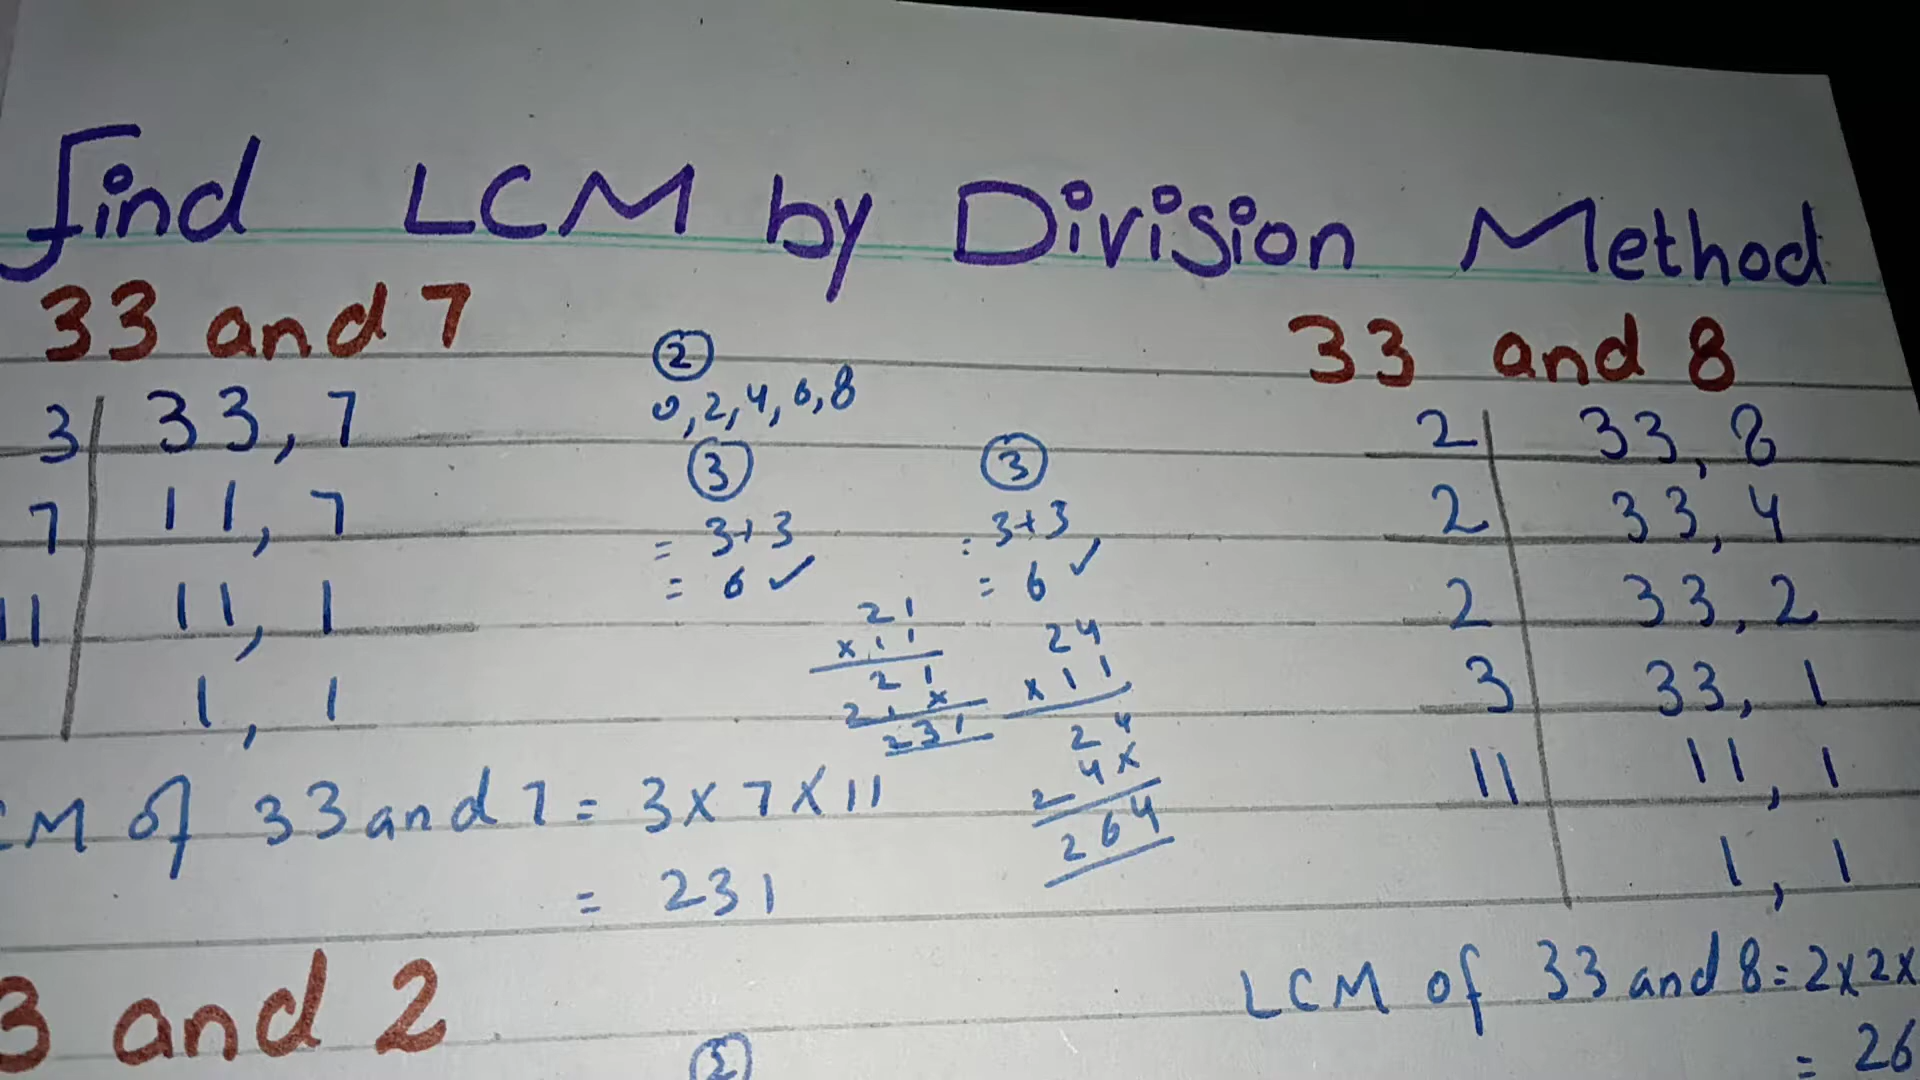 find LCM by Division Method
33 and 7
3 | 33, 7
7 | 11, 7
11 | 11, 1
1, 1
②
0, 2, 4, 6, 8
③
= 3+3
= 6 ✓
③
= 3+3
= 6 ✓
21
x 11
21
21x
231
24
x 11
24
24x
264
CM of 33 and 7 = 3 x 7 x 11
= 231
33 and 8
2 | 33, 8
2 | 33, 4
2 | 33, 2
3 | 33, 1
11 | 11, 1
1, 1
LCM of 33 and 8 = 2x2x
= 26
3 and 2
②